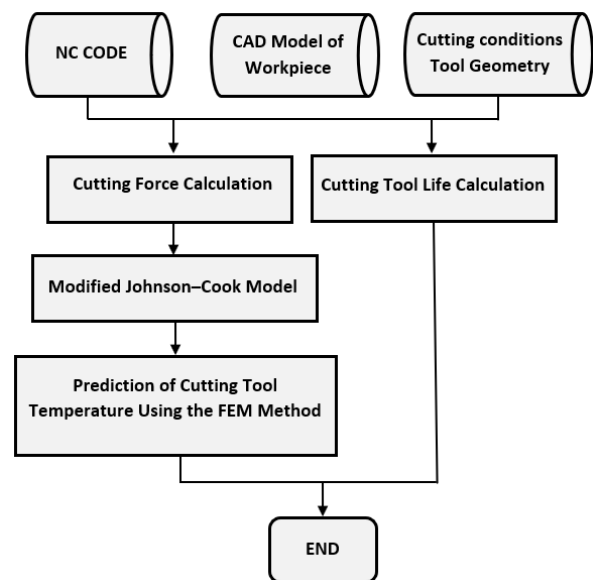 NC CODE
CAD Model of
Workpiece
Cutting conditions
Tool Geometry
Cutting Force Calculation
Cutting Tool Life Calculation
Modified Johnson–Cook Model
Prediction of Cutting Tool
Temperature Using the FEM Method
END